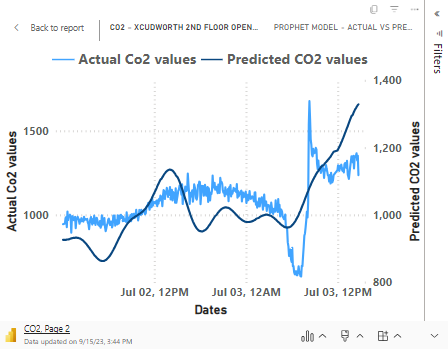 Back to report
CO2 - XCUDWORTH 2ND FLOOR OPEN...
PROPHET MODEL - ACTUAL VS PRE...
Filters
Actual Co2 values
Predicted CO2 values
1,400
1500
1,200
1000
1,000
800
Actual Co2 values
Predicted CO2 values
Jul 02, 12PM
Jul 03, 12AM
Jul 03, 12PM
Dates
CO2, Page 2
Data updated on 9/15/23, 3:44 PM